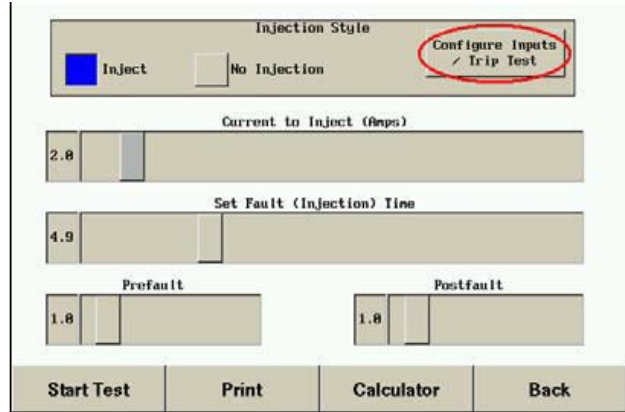 Injection Style
Inject
No Injection
Configure Inputs
/ Trip Test
Current to Inject (Amps)
2.0
Set Fault (Injection) Time
4.9
Prefault
Postfault
1.0
1.0
Start Test
Print
Calculator
Back